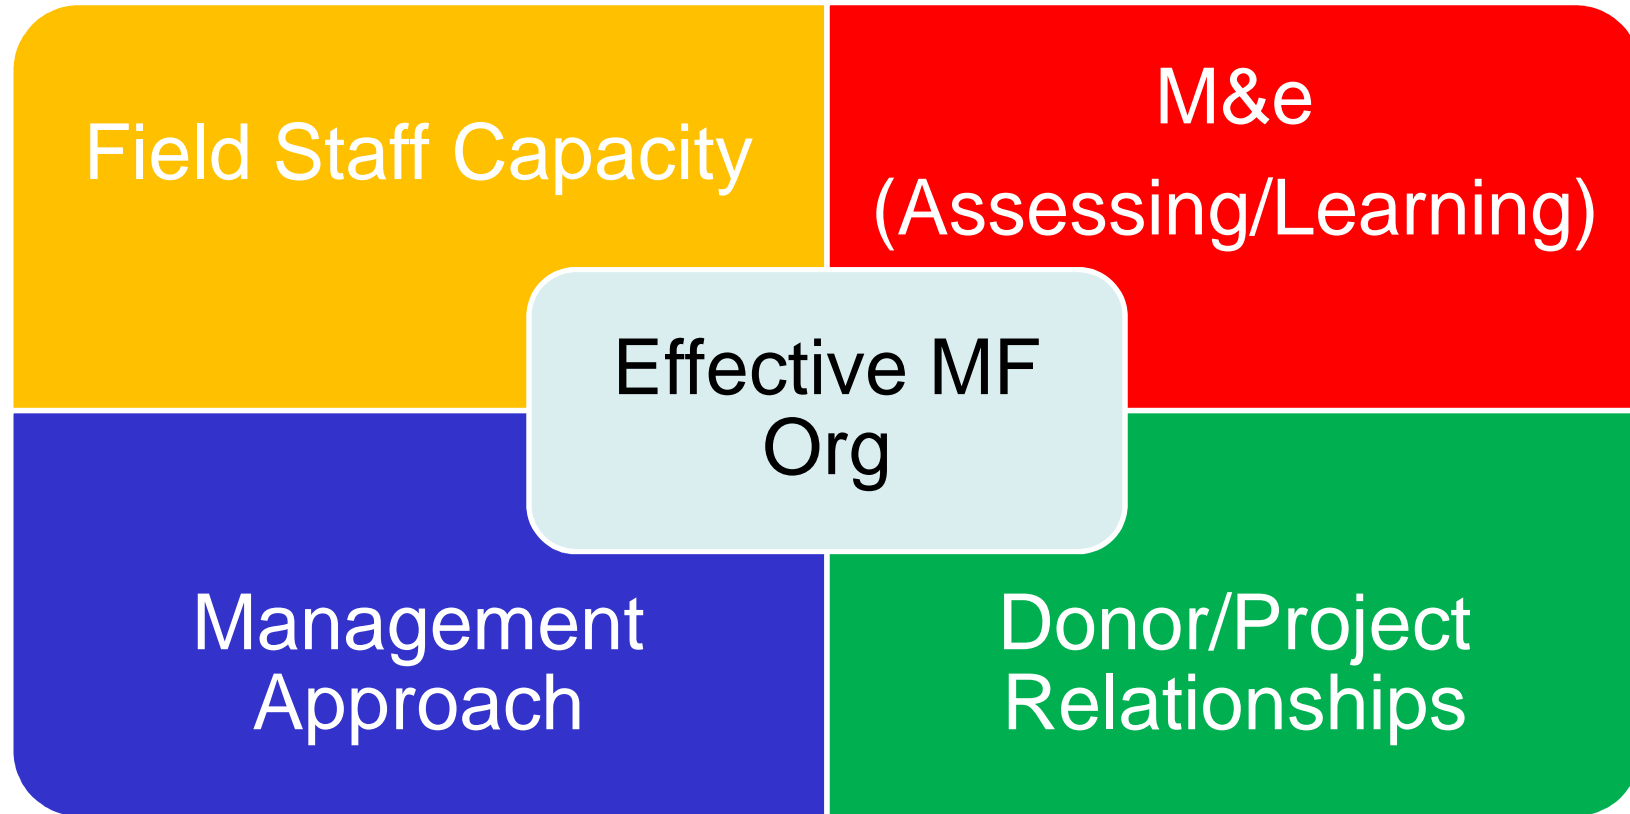 Field Staff Capacity
M&e
(Assessing/Learning)
Effective MF
Org
Management
Approach
Donor/Project
Relationships